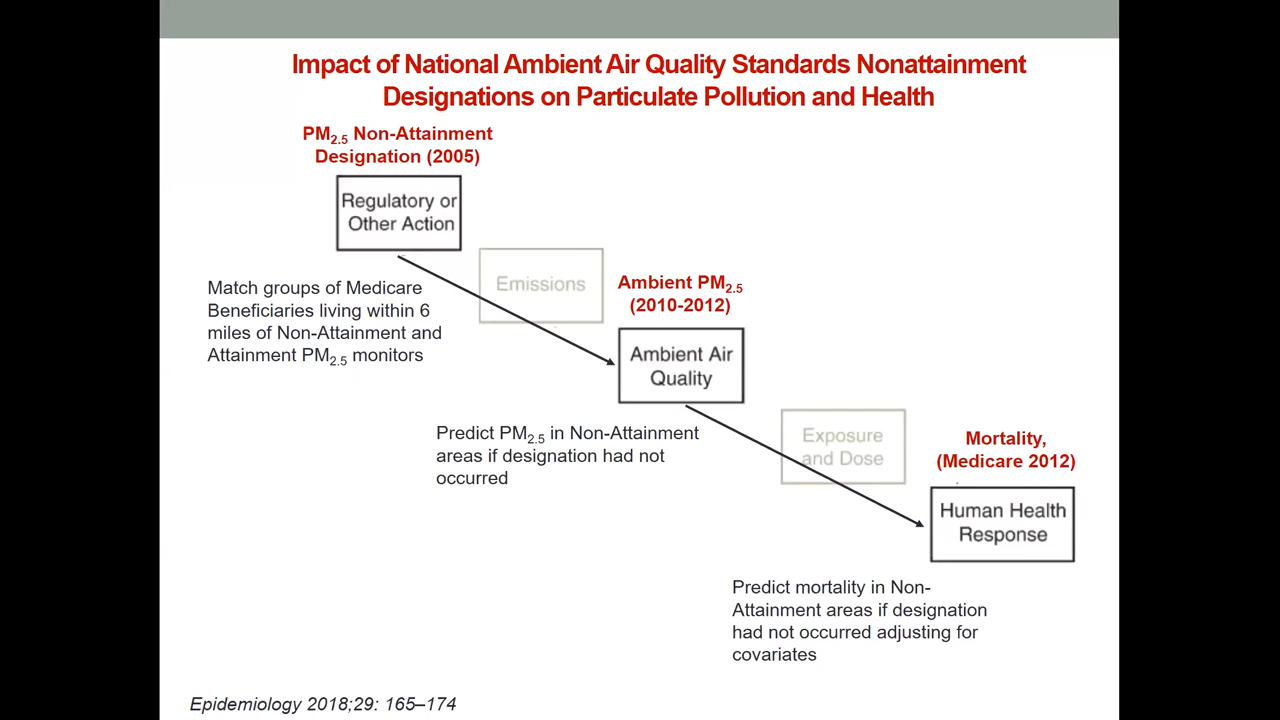 Impact of National Ambient Air Quality Standards Nonattainment
Designations on Particulate Pollution and Health
PM2.5 Non-Attainment
Designation (2005)
Regulatory or
Other Action
Match groups of Medicare
Beneficiaries living within 6
miles of Non-Attainment and
Attainment PM2.5 monitors
Emissions
Ambient PM2.5
(2010-2012)
Ambient Air
Quality
Predict PM2.5 in Non-Attainment
areas if designation had not
occurred
Exposure
and Dose
Mortality,
(Medicare 2012)
Human Health
Response
Predict mortality in Non-
Attainment areas if designation
had not occurred adjusting for
covariates
Epidemiology 2018;29: 165–174